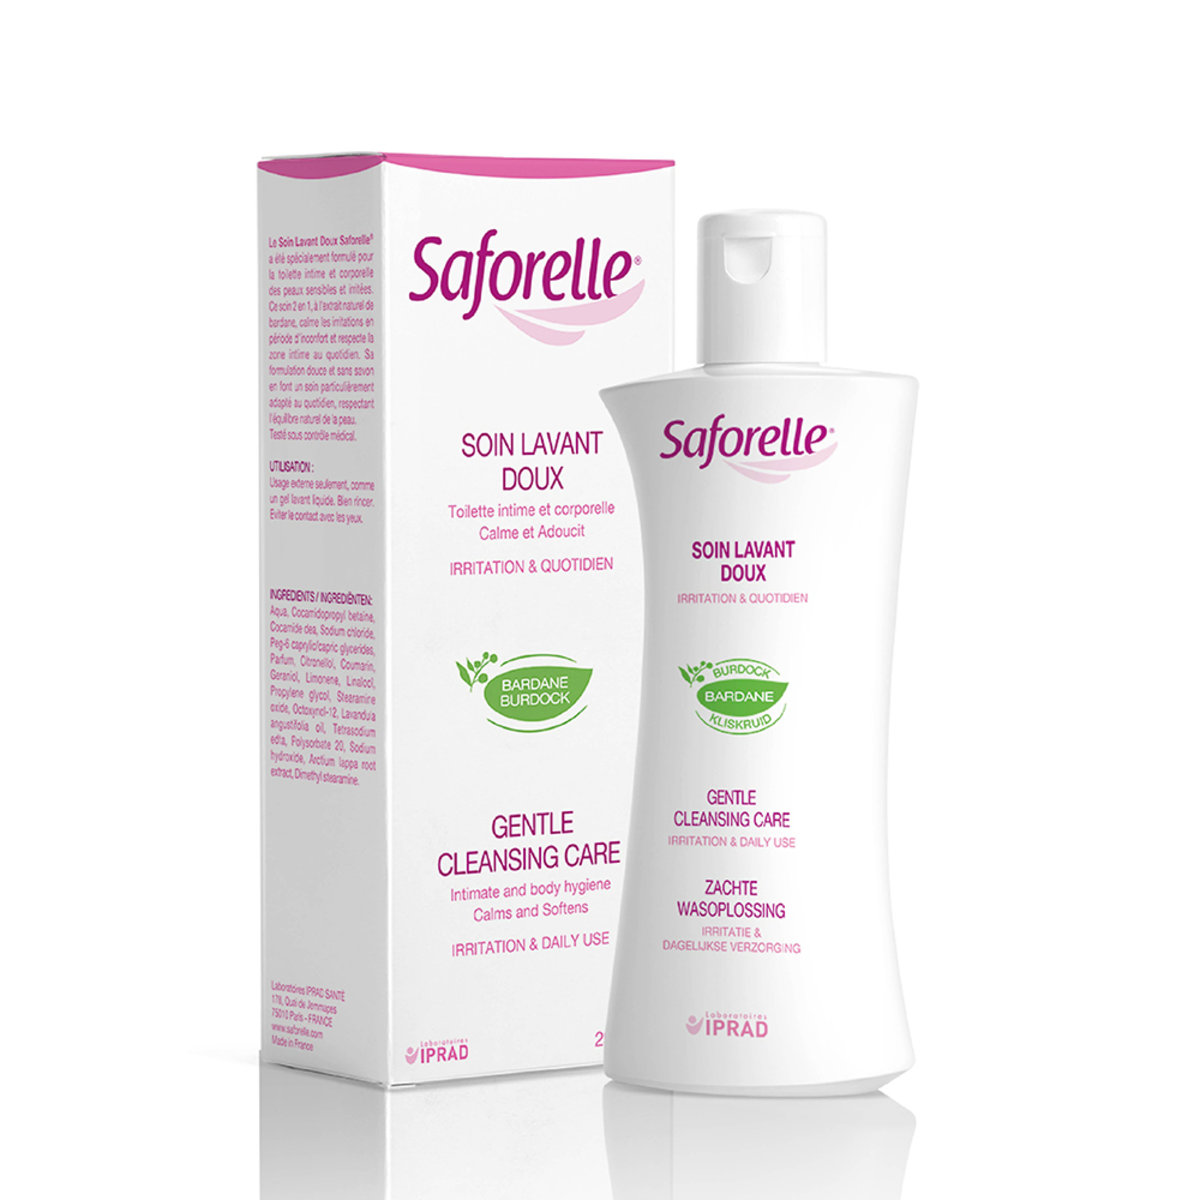 Le Soin Lavant Doux Saforelle®
a été spécialement formulé pour
la toilette intime et corporelle
des peaux sensibles et irritées.
Ce soin 2 en 1, à l'extrait naturel de
bardane, calme les irritations en
période d'inconfort et respecte la
zone intime au quotidien. Sa
formulation douce et sans savon
en font un soin particulièrement
adapté au quotidien, respectant
l'équilibre naturel de la peau.
Testé sous contrôle médical.
UTILISATION :
Usage externe seulement, comme
un gel lavant liquide. Bien rincer.
Eviter le contact avec les yeux.
INGREDIENTS / INGREDIËNTEN:
Aqua, Cocamidopropyl betaine,
Cocamide dea, Sodium chloride,
Peg-6 caprylic/capric glycerides,
Parfum, Citronellol, Coumarin,
Geraniol, Limonene, Linalool,
Propylene glycol, Stearamine
oxide, Octoxynol-12, Lavandula
angustifolia oil, Tetrasodium
edta, Polysorbate 20, Sodium
hydroxide, Arctium lappa root
extract, Dimethyl stearamine.
Laboratoires IPRAD SANTÉ
178, Quai de Jemmapes
75010 Paris - FRANCE
www.saforelle.com
Made in France
Saforelle®
SOIN LAVANT
DOUX
Toilette intime et corporelle
Calme et Adoucit
IRRITATION & QUOTIDIEN
BARDANE
BURDOCK
GENTLE
CLEANSING CARE
Intimate and body hygiene
Calms and Softens
IRRITATION & DAILY USE
Laboratoires
IPRAD
Saforelle®
SOIN LAVANT
DOUX
IRRITATION & QUOTIDIEN
BURDOCK
BARDANE
KLISKRUID
GENTLE
CLEANSING CARE
IRRITATION & DAILY USE
ZACHTE
WASOPLOSSING
IRRITATIE &
DAGELIJKSE VERZORGING
Laboratoires
IPRAD